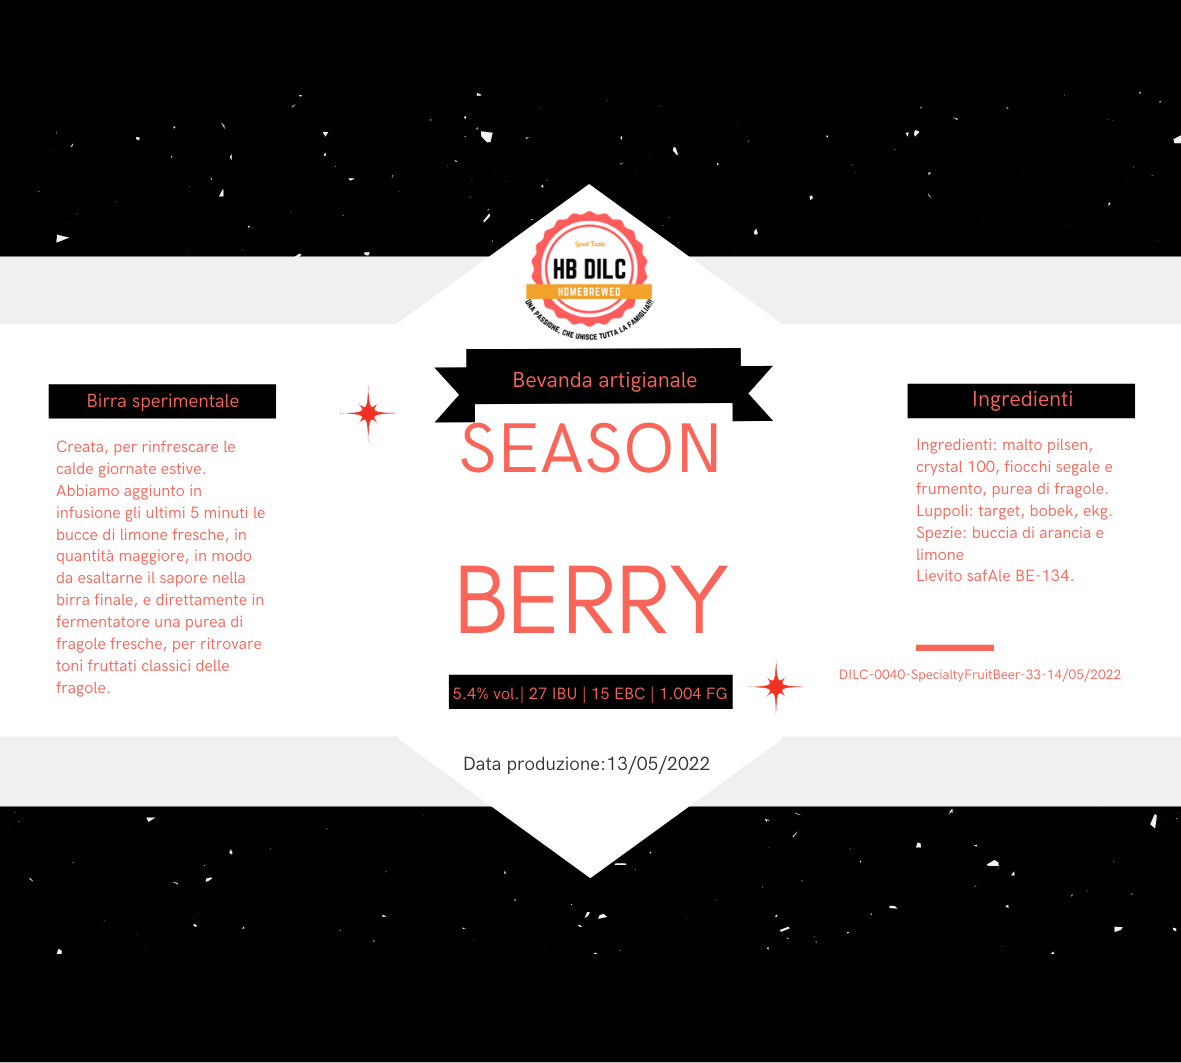 Good Taste
HB DILC
HOMEBREWED
UNA PASSIONE, CHE UNISCE TUTTA LA FAMIGLIA!!!
Bevanda artigianale
SEASON
BERRY
5.4% vol.| 27 IBU | 15 EBC | 1.004 FG
Data produzione:13/05/2022
Birra sperimentale
Creata, per rinfrescare le
calde giornate estive.
Abbiamo aggiunto in
infusione gli ultimi 5 minuti le
bucce di limone fresche, in
quantità maggiore, in modo
da esaltarne il sapore nella
birra finale, e direttamente in
fermentatore una purea di
fragole fresche, per ritrovare
toni fruttati classici delle
fragole.
Ingredienti
Ingredienti: malto pilsen,
crystal 100, fiocchi segale e
frumento, purea di fragole.
Luppoli: target, bobek, ekg.
Spezie: buccia di arancia e
limone
Lievito safAle BE-134.
DILC-0040-SpecialtyFruitBeer-33-14/05/2022